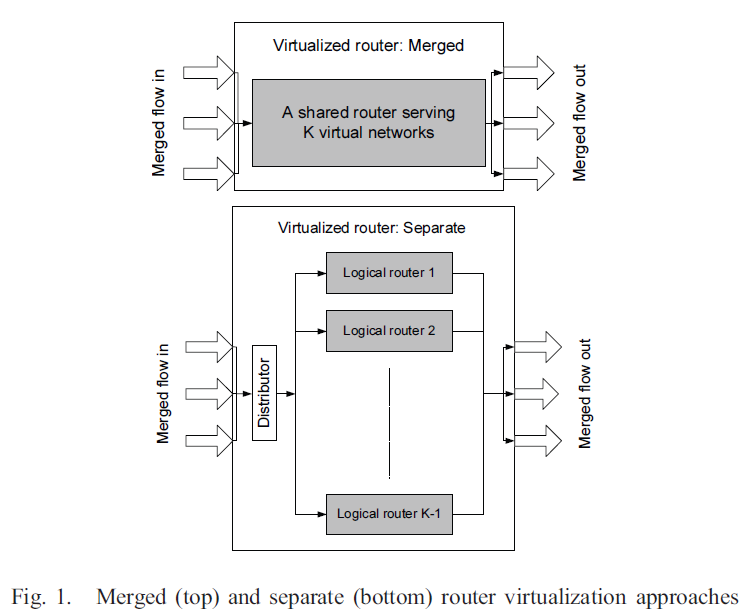 Virtualized router: Merged
Merged flow in
A shared router serving
K virtual networks
Merged flow out
Virtualized router: Separate
Merged flow in
Distributor
Logical router 1
Logical router 2
Logical router K-1
Merged flow out
Fig. 1. Merged (top) and separate (bottom) router virtualization approaches